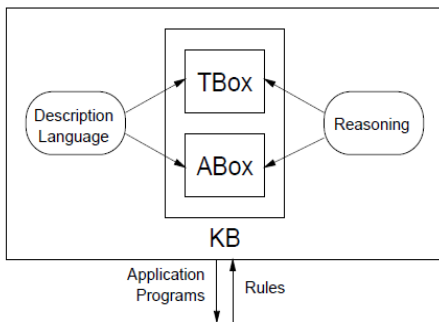 TBox
Description
Language
Reasoning
ABox
KB
Application
Programs
Rules